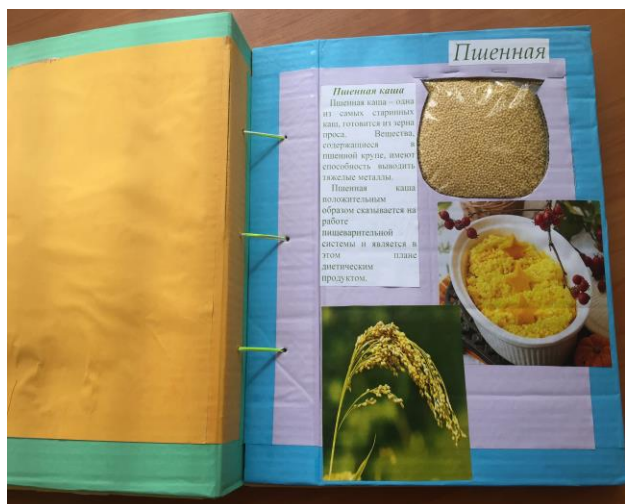 Пшенная
Пшенная каша
Пшенная каша – одна
из самых старинных
каш, готовится из зерна
проса. Вещества,
содержащиеся в
пшенной крупе, имеют
способность выводить
тяжелые металлы.
Пшенная каша
положительным
образом сказывается на
работе
пищеварительной
системы и является в
этом плане
диетическим
продуктом.